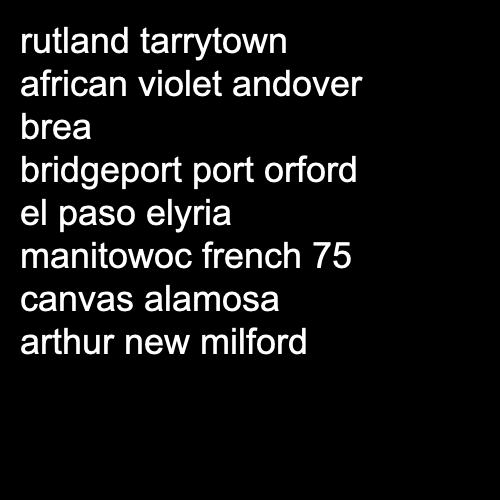 rutland tarrytown
african violet andover
brea
bridgeport port orford
el paso elyria
manitowoc french 75
canvas alamosa
arthur new milford